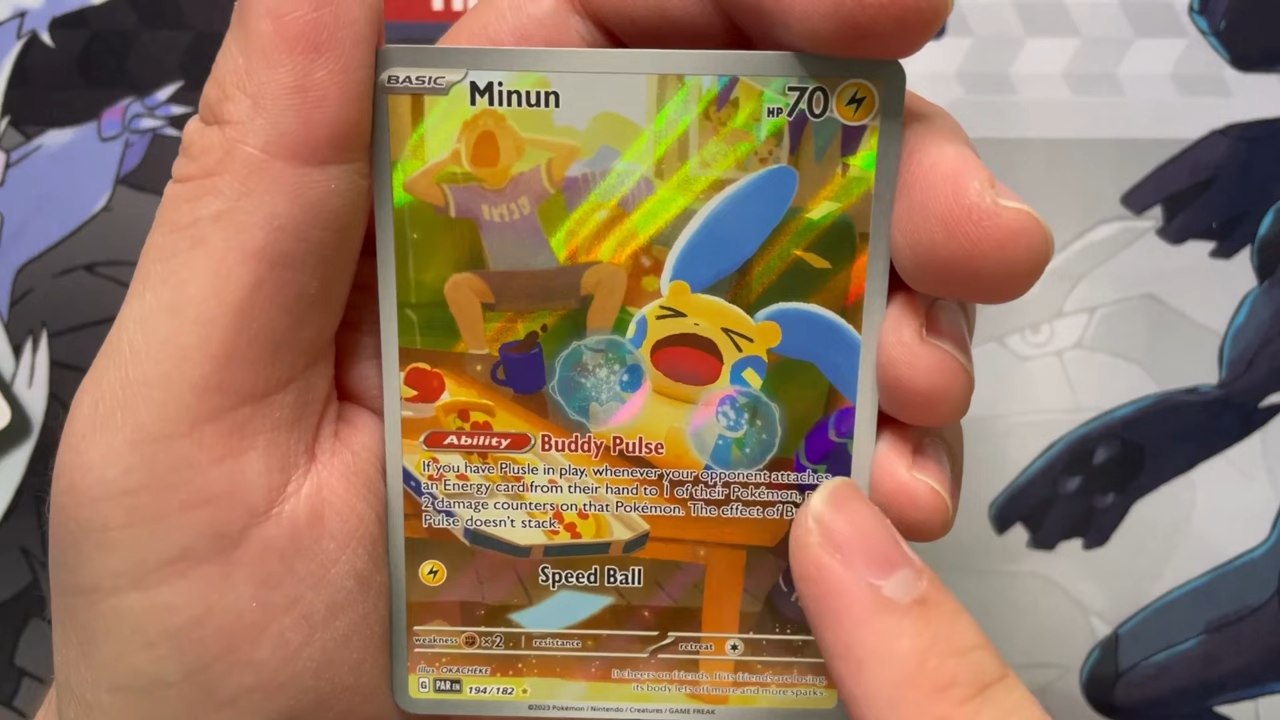 BASIC
Minun
HP 70
Ability Buddy Pulse
If you have Plusle in play, whenever your opponent attaches
an Energy card from their hand to 1 of their Pokémon,
2 damage counters on that Pokémon. The effect of
Pulse doesn't stack.
Speed Ball
weakness ×2 resistance retreat
Illus. OKACHEKE
It cheers on friends. If its friends are losing,
its body lets off more and more sparks.
G PAR EN 194/182
©2023 Pokémon / Nintendo / Creatures / GAME FREAK